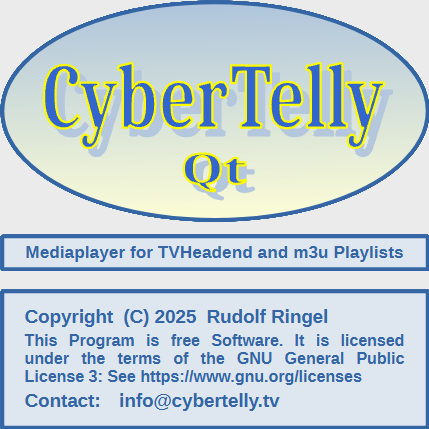 CyberTelly
Qt
Mediaplayer for TVHeadend and m3u Playlists
Copyright (C) 2025 Rudolf Ringel
This Program is free Software. It is licensed
under the terms of the GNU General Public
License 3: See https://www.gnu.org/licenses
Contact: info@cybertelly.tv